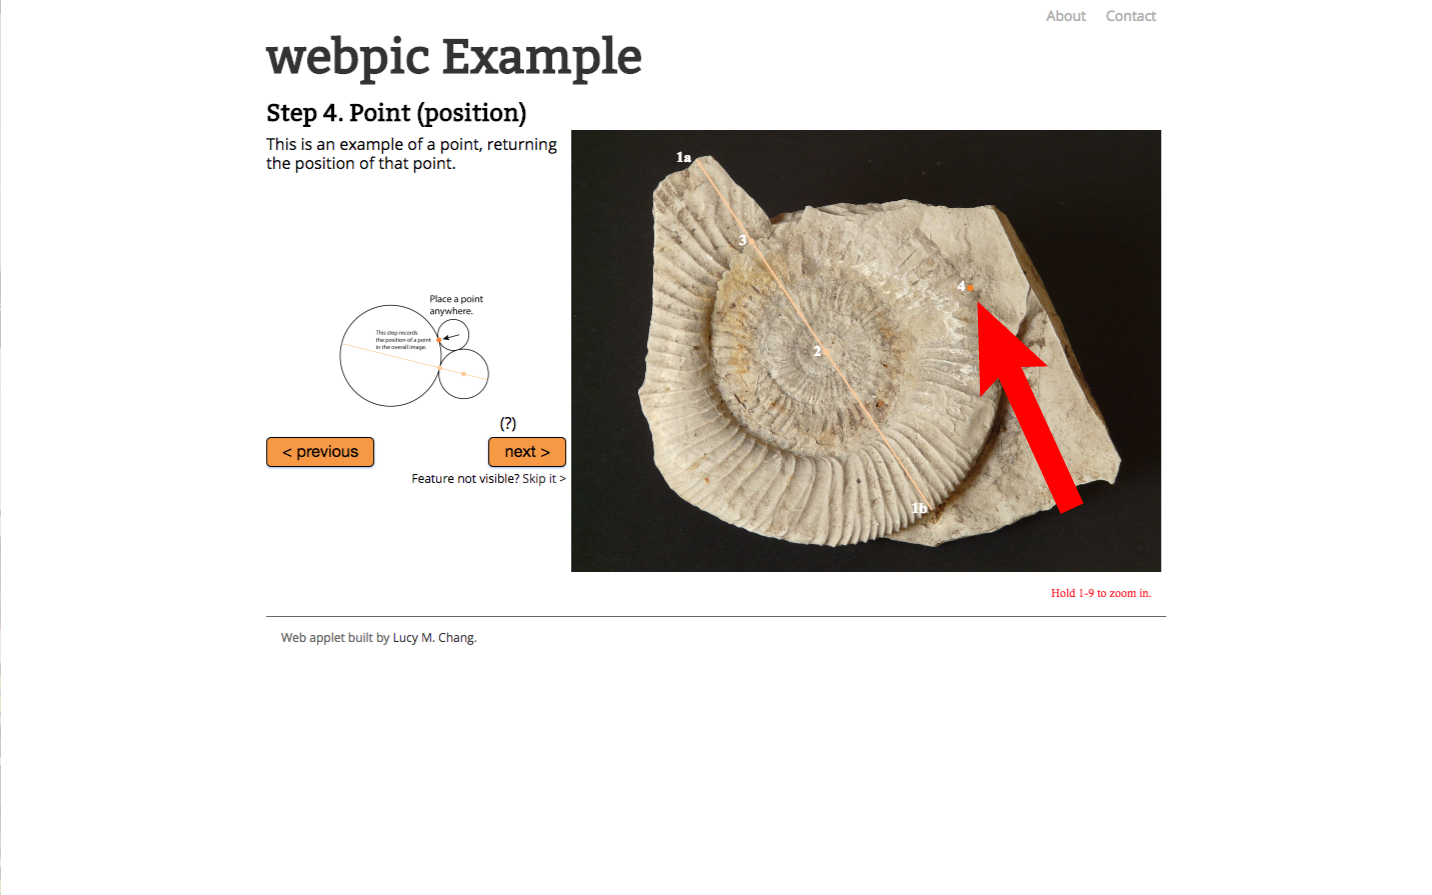 About Contact
webpic Example
Step 4. Point (position)
This is an example of a point, returning
the position of that point.
1a
3
4
2
1b
Place a point
anywhere.
This step records
the position of a point
in the overall image.
(?)
< previous
next >
Feature not visible? Skip it >
Hold 1-9 to zoom in.
Web applet built by Lucy M. Chang.